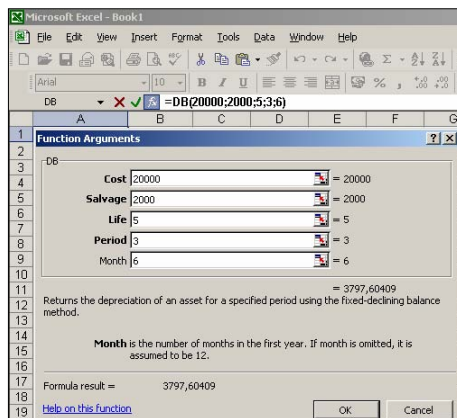 Microsoft Excel - Book1
File Edit View Insert Format Tools Data Window Help
Arial 10 B I U % ,
DB =DB(20000;2000;5;3;6)
A B C D E F G
1 Function Arguments
2
3 DB
4 Cost 20000 = 20000
5 Salvage 2000 = 2000
6 Life 5 = 5
7
8 Period 3 = 3
9 Month 6 = 6
10
11 = 3797,60409
12 Returns the depreciation of an asset for a specified period using the fixed-declining balance
13 method.
14 Month is the number of months in the first year. If month is omitted, it is
15 assumed to be 12.
16
17 Formula result = 3797,60409
18
19 Help on this function OK Cancel